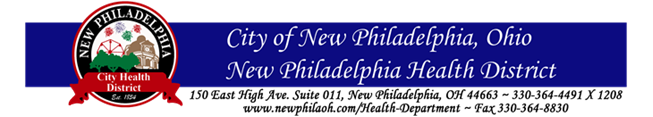 NEW PHILADELPHIA
City Health
District
Est. 1884
City of New Philadelphia, Ohio
New Philadelphia Health District
150 East High Ave. Suite 011, New Philadelphia, OH 44663 ~ 330-364-4491 X 1208
www.newphilaoh.com/Health-Department ~ Fax 330-364-8830